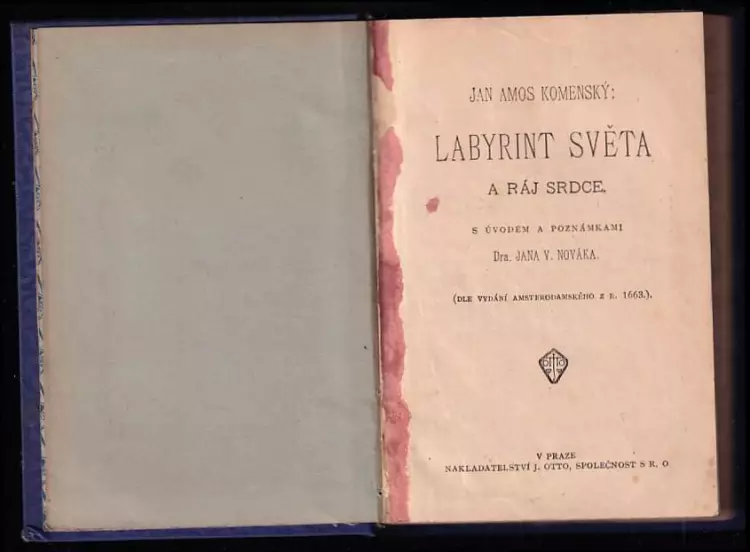 JAN AMOS KOMENSKÝ:
LABYRINT SVĚTA
A RÁJ SRDCE.
S ÚVODEM A POZNÁMKAMI
Dra. JANA V. NOVÁKA.
(DLE VYDÁNÍ AMSTERODAMSKÉHO Z R. 1663.).
OTTO
V PRAZE
NAKLADATELSTVÍ J. OTTO, SPOLEČNOST S R. O